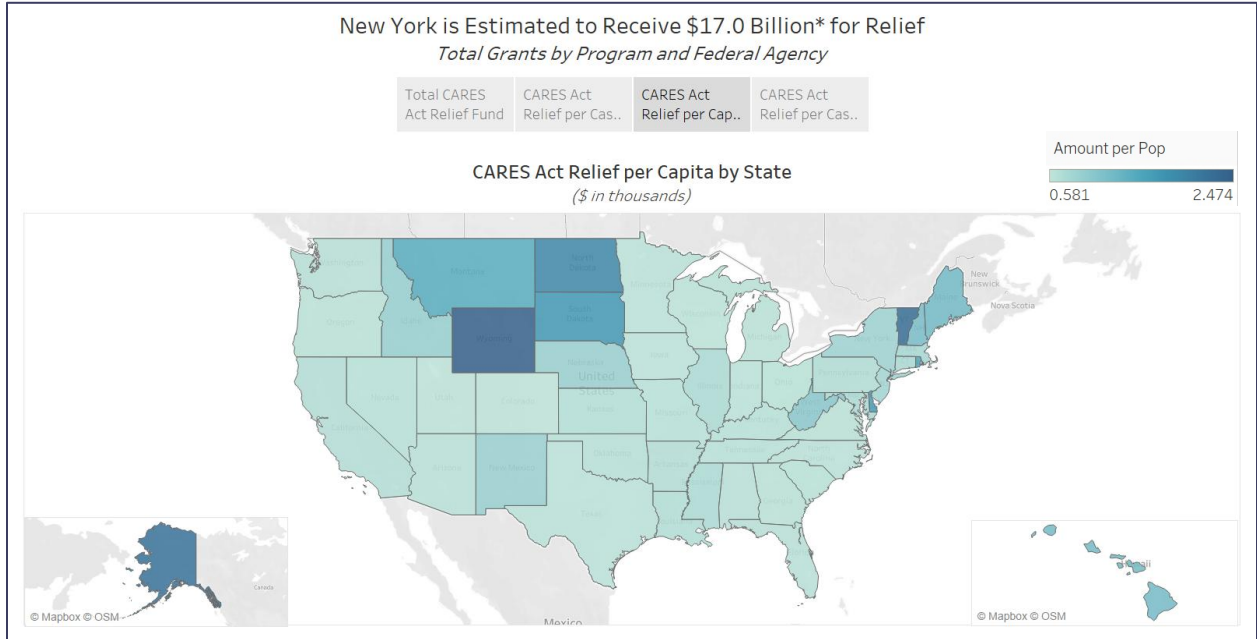 New York is Estimated to Receive $17.0 Billion* for Relief
Total Grants by Program and Federal Agency
Total CARES
Act Relief Fund
CARES Act
Relief per Cas..
CARES Act
Relief per Cap..
CARES Act
Relief per Cas..
Amount per Pop
0.581
2.474
CARES Act Relief per Capita by State
($ in thousands)
Washington
Montana
North
Dakota
Minnesota
New
Brunswick
Nova Scotia
Oregon
Idaho
Wyoming
South
Dakota
Wisconsin
Michigan
New York
Nebraska
Iowa
Pennsylvania
Nevada
Utah
Colorado
United
States
Kansas
Missouri
Illinois
Indiana
Ohio
Kentucky
California
Arizona
New Mexico
Oklahoma
Arkansas
Tennessee
Texas
Canada
Hawaii
Mexico
© Mapbox © OSM
© Mapbox © OSM